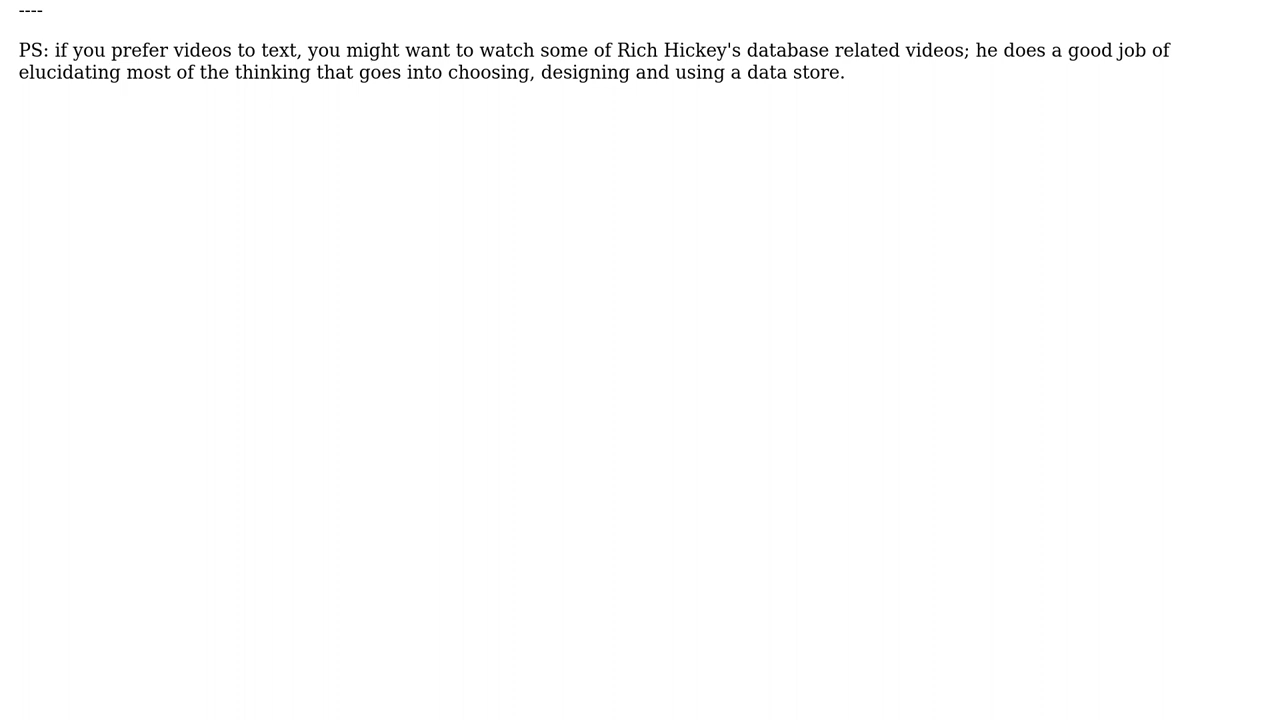 ----
PS: if you prefer videos to text, you might want to watch some of Rich Hickey's database related videos; he does a good job of
elucidating most of the thinking that goes into choosing, designing and using a data store.